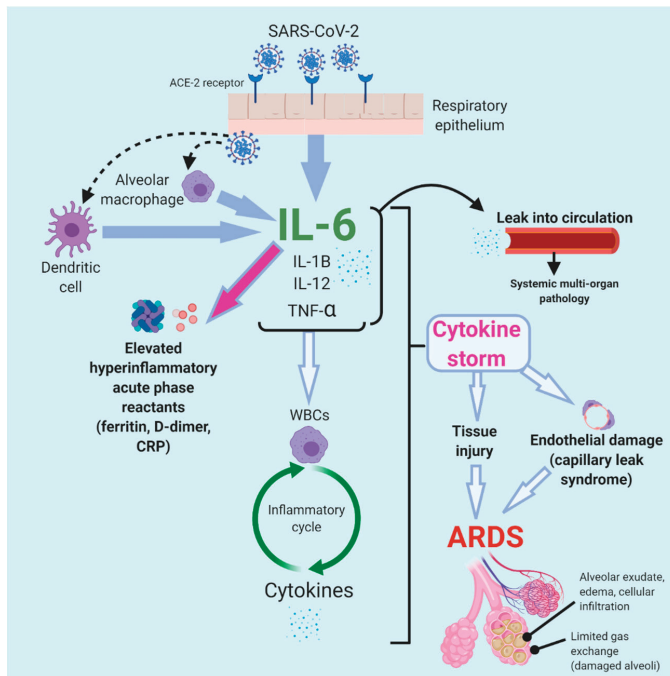 SARS-CoV-2
ACE-2 receptor
Respiratory
epithelium
Alveolar
macrophage
Dendritic
cell
IL-6
IL-1B
IL-12
TNF-α
Leak into circulation
Systemic multi-organ
pathology
Elevated
hyperinflammatory
acute phase
reactants
(ferritin, D-dimer,
CRP)
Cytokine
storm
WBCs
Inflammatory
cycle
Cytokines
Tissue
injury
Endothelial damage
(capillary leak
syndrome)
ARDS
Alveolar exudate,
edema, cellular
infiltration
Limited gas
exchange
(damaged alveoli)